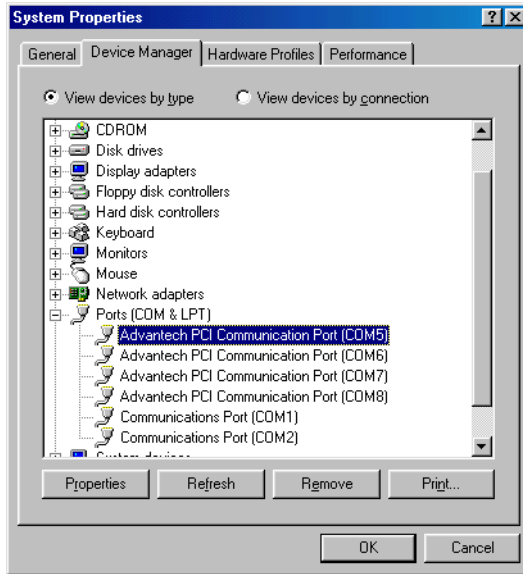 System Properties
General Device Manager Hardware Profiles Performance
View devices by type View devices by connection
CDROM
Disk drives
Display adapters
Floppy disk controllers
Hard disk controllers
Keyboard
Monitors
Mouse
Network adapters
Ports (COM & LPT)
Advantech PCI Communication Port (COM5)
Advantech PCI Communication Port (COM6)
Advantech PCI Communication Port (COM7)
Advantech PCI Communication Port (COM8)
Communications Port (COM1)
Communications Port (COM2)
System devices
Properties Refresh Remove Print...
OK Cancel